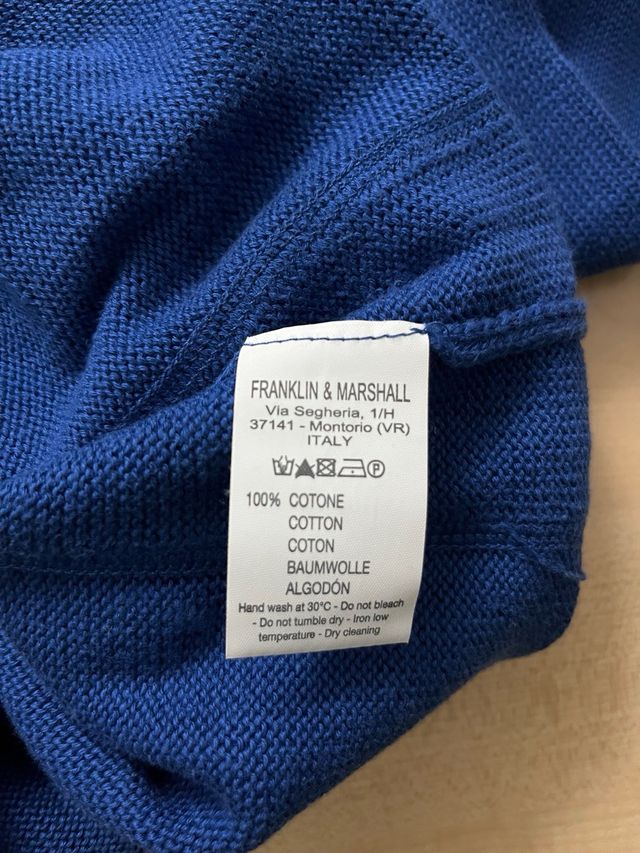 FRANKLIN & MARSHALL
Via Segheria, 1/H
37141 - Montorio (VR)
ITALY
100% COTONE
COTTON
COTON
BAUMWOLLE
ALGODÓN
Hand wash at 30°C - Do not bleach
- Do not tumble dry - Iron low
temperature - Dry cleaning